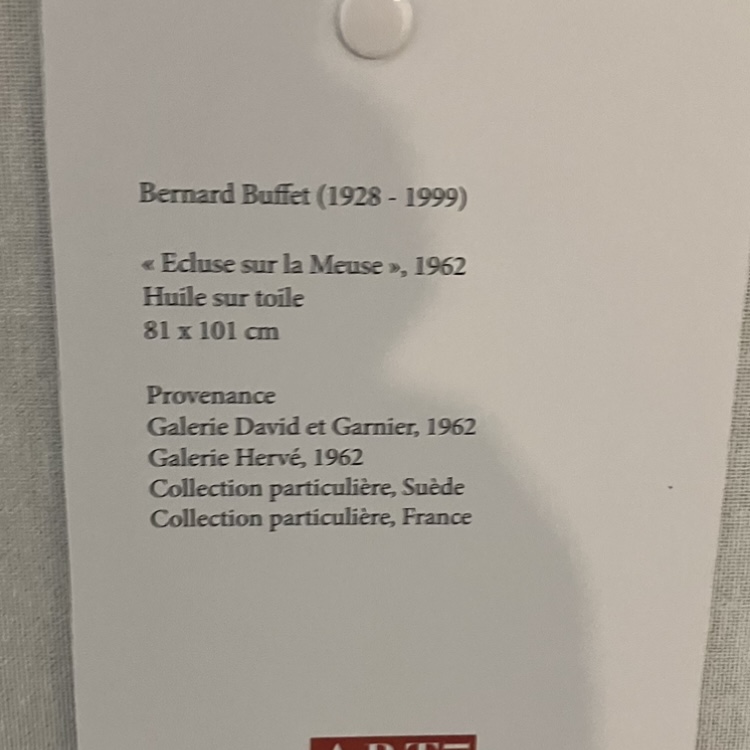 Bernard Buffet (1928 - 1999)
« Ecluse sur la Meuse », 1962
Huile sur toile
81 x 101 cm
Provenance
Galerie David et Garnier, 1962
Galerie Hervé, 1962
Collection particulière, Suède
Collection particulière, France